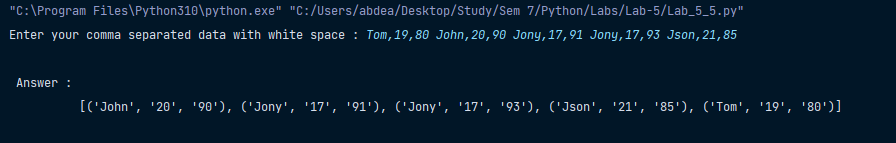 "C:\Program Files\Python310\python.exe" "C:/Users/abdea/Desktop/Study/Sem 7/Python/Labs/Lab-5/Lab_5_5.py"
Enter your comma separated data with white space : Tom,19,80 John,20,90 Jony,17,91 Jony,17,93 Json,21,85
Answer :
[('John', '20', '90'), ('Jony', '17', '91'), ('Jony', '17', '93'), ('Json', '21', '85'), ('Tom', '19', '80')]